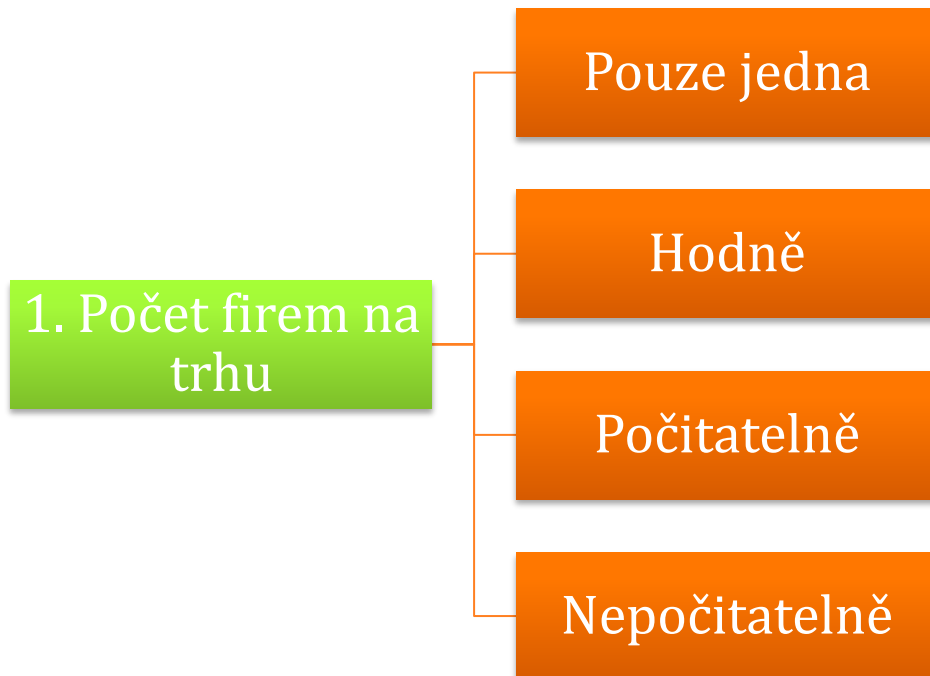 1. Počet firem na
trhu
Pouze jedna
Hodně
Počitatelně
Nepočitatelně